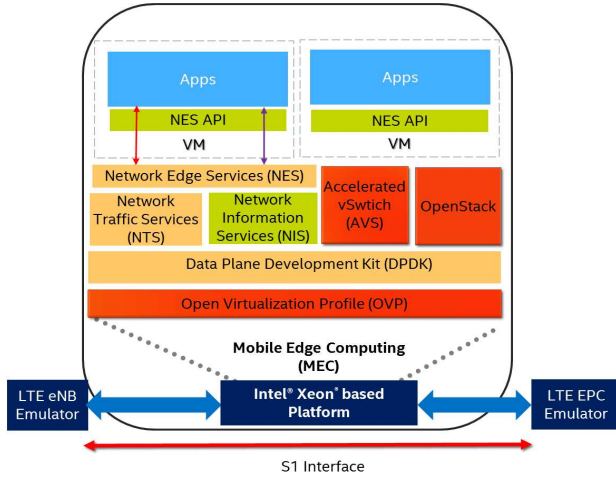 Apps
NES API
VM
Apps
NES API
VM
Network Edge Services (NES)
Network
Traffic Services
(NTS)
Network
Information
Services (NIS)
Accelerated
vSwtich
(AVS)
OpenStack
Data Plane Development Kit (DPDK)
Open Virtualization Profile (OVP)
Mobile Edge Computing
(MEC)
LTE eNB
Emulator
Intel® Xeon® based
Platform
LTE EPC
Emulator
S1 Interface